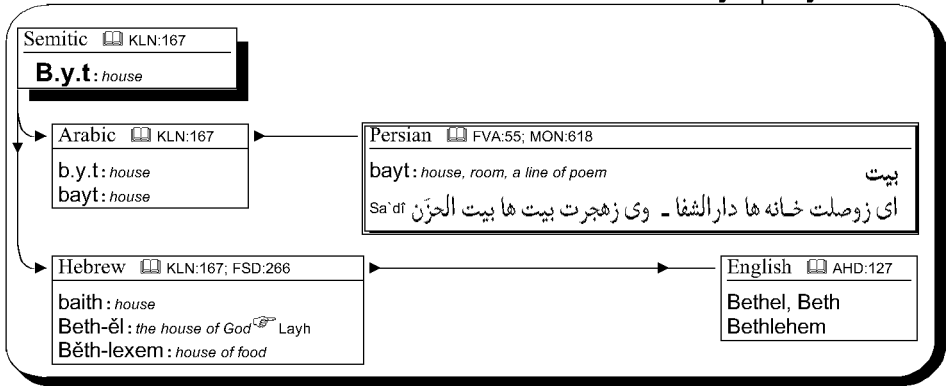 Semitic KLN:167
B.y.t : house
Arabic KLN:167
b.y.t : house
bayt : house
Persian FVA:55; MON:618
bayt : house, room, a line of poem بیت
ای زوصلت خـانه ها دارالشفا ـ وی زهجرت بیت ها بیت الحزَن Sa`dî
Hebrew KLN:167; FSD:266
baith : house
Beth-ěl : the house of God Layh
Běth-lexem : house of food
English AHD:127
Bethel, Beth
Bethlehem